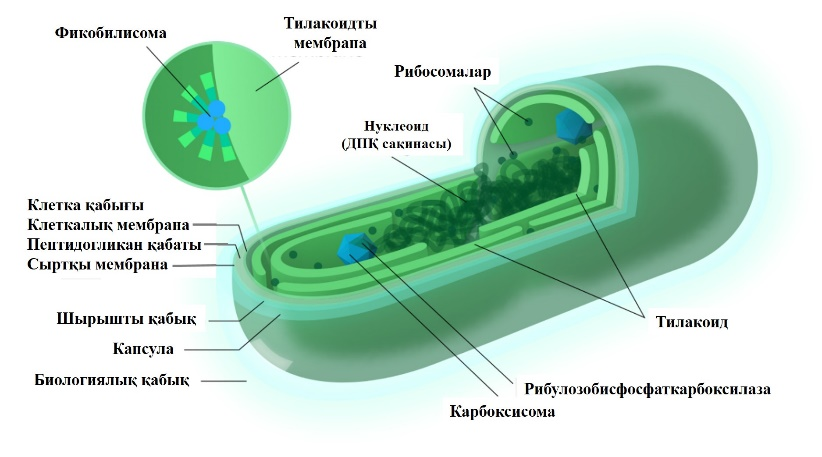 Фикобилисома
Тилакоидты
мембрана
Рибосомалар
Нуклеоид
(ДПҚ сақинасы)
Клетка қабығы
Клеткалық мембрана
Пептидогликан қабаты
Сыртқы мембрана
Шырышты қабық
Капсула
Биологиялық қабық
Тилакоид
Рибулозобисфосфаткарбоксилаза
Карбоксисома